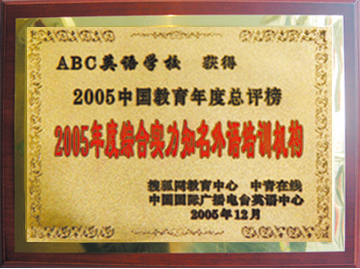 ABC英语学校 获得
2005中国教育年度总评榜
2005年度综合实力知名外语培训机构
搜狐网教育中心 中青在线
中国国际广播电台英语中心
2005年12月